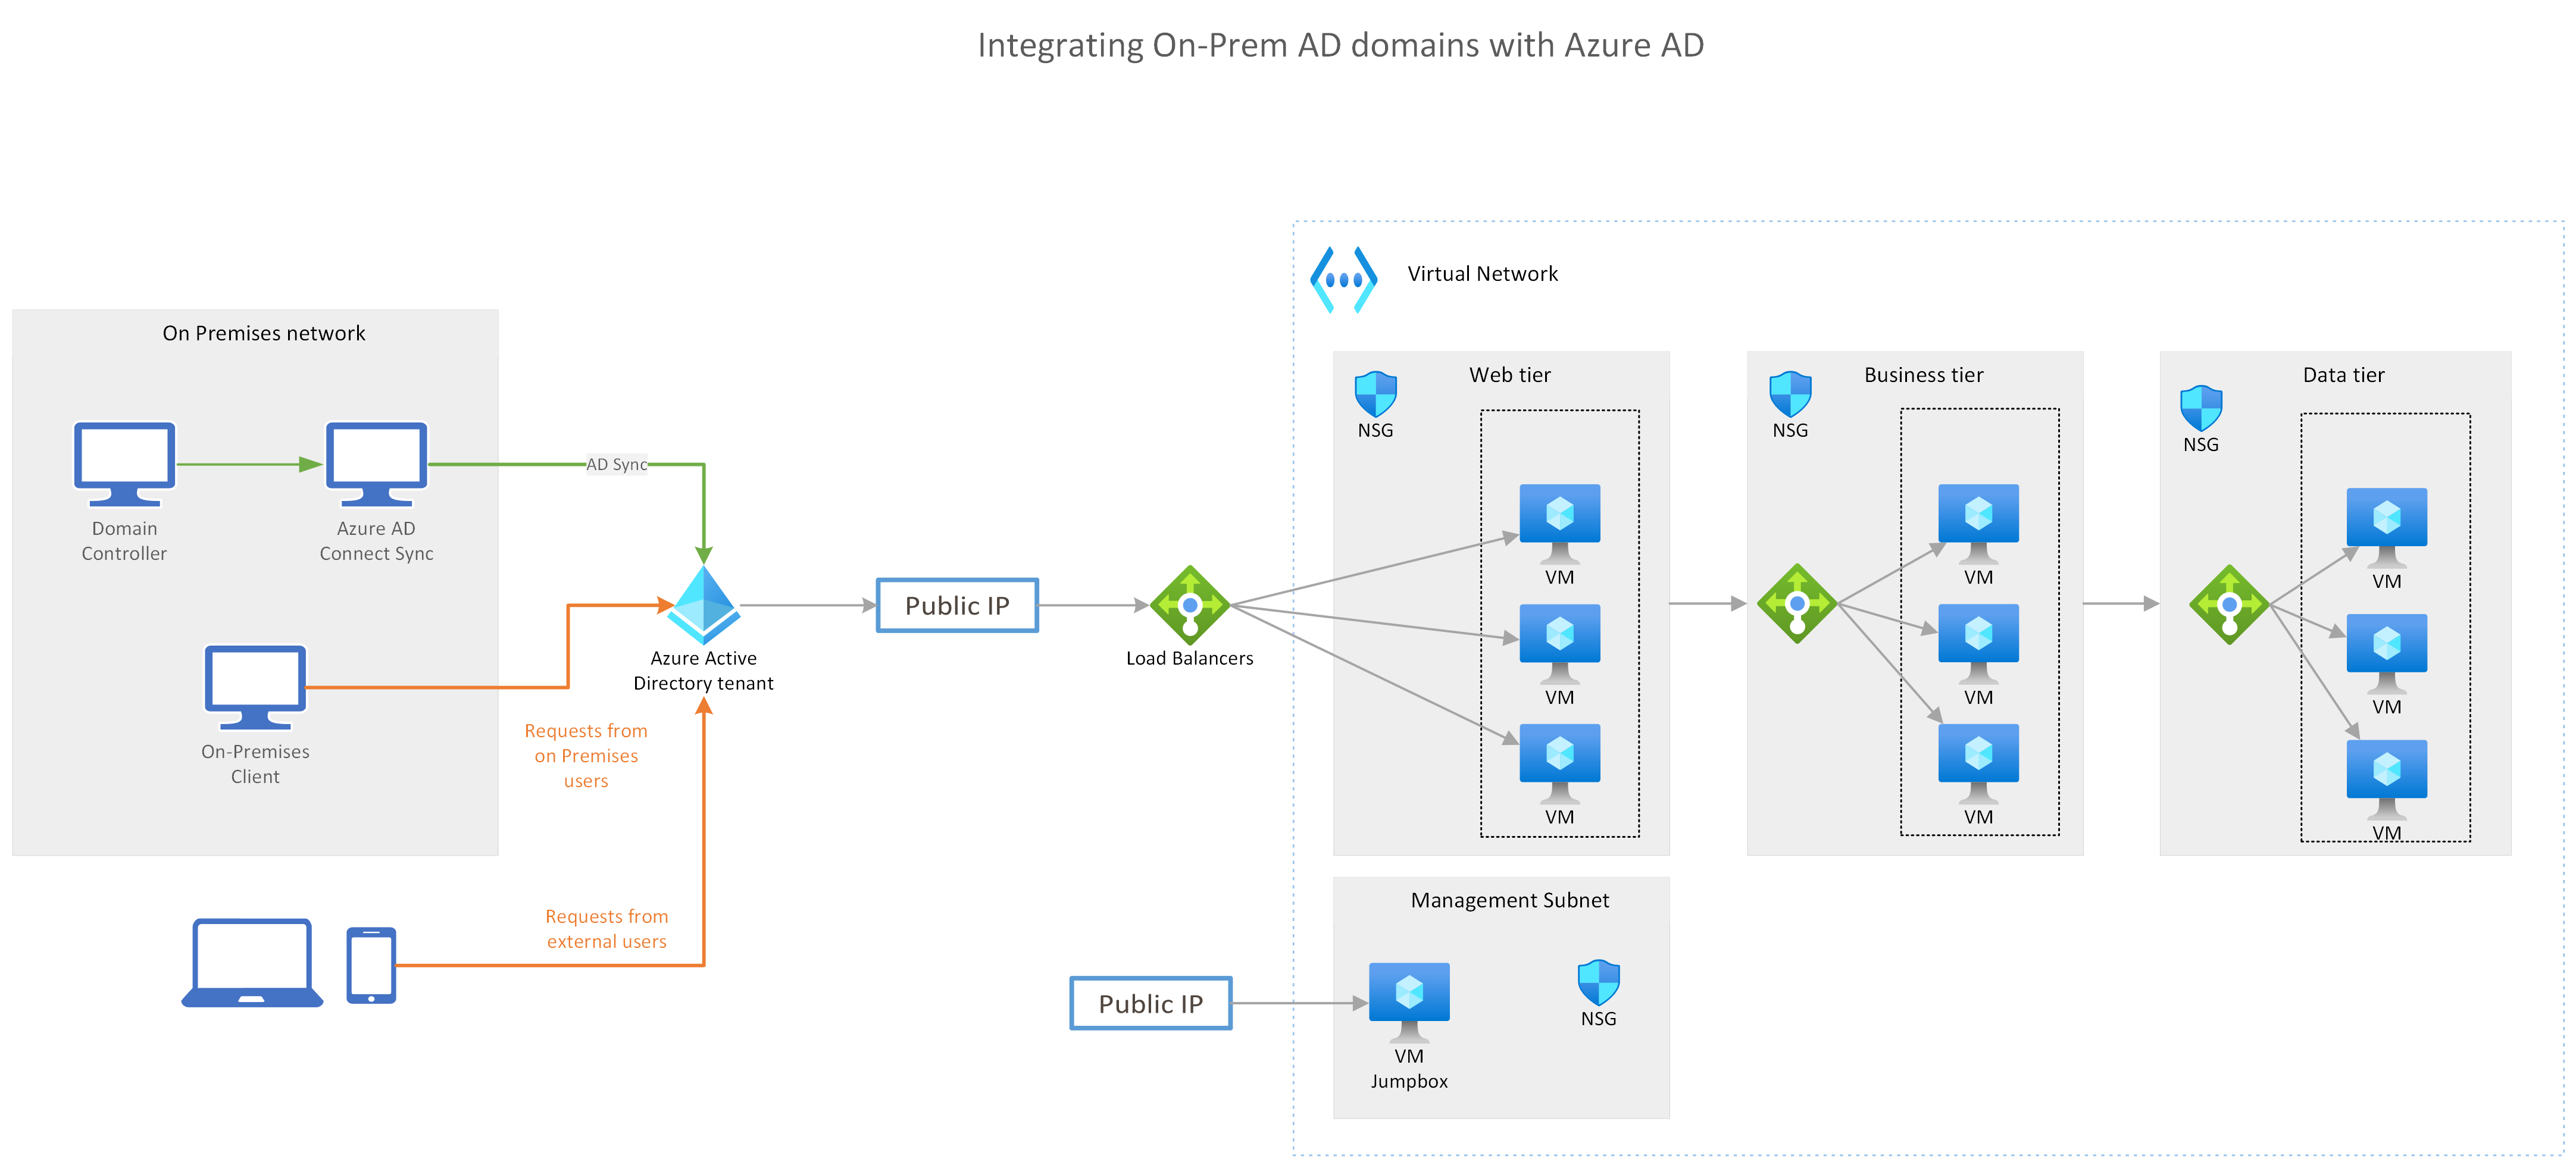 Integrating On-Prem AD domains with Azure AD
Virtual Network
On Premises network
Domain
Controller
Azure AD
Connect Sync
AD Sync
On-Premises
Client
Azure Active
Directory tenant
Requests from
on Premises
users
Requests from
external users
Public IP
Load Balancers
Web tier
NSG
VM
VM
VM
Business tier
NSG
VM
VM
VM
Data tier
NSG
VM
VM
VM
Management Subnet
Public IP
VM
Jumpbox
NSG